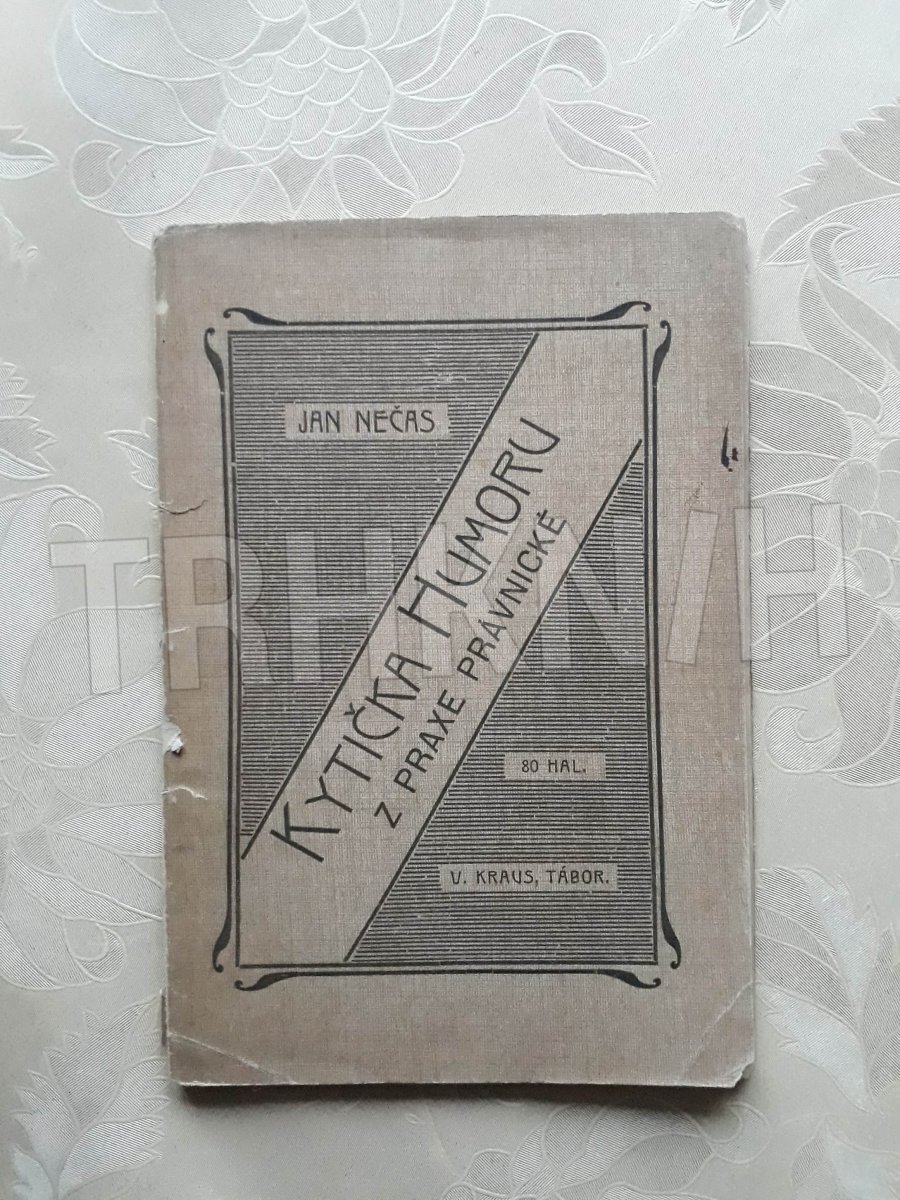 JAN NEČAS
KYTIČKA HUMORU
Z PRAXE PRÁVNICKÉ
80 HAL.
V. KRAUS, TÁBOR.